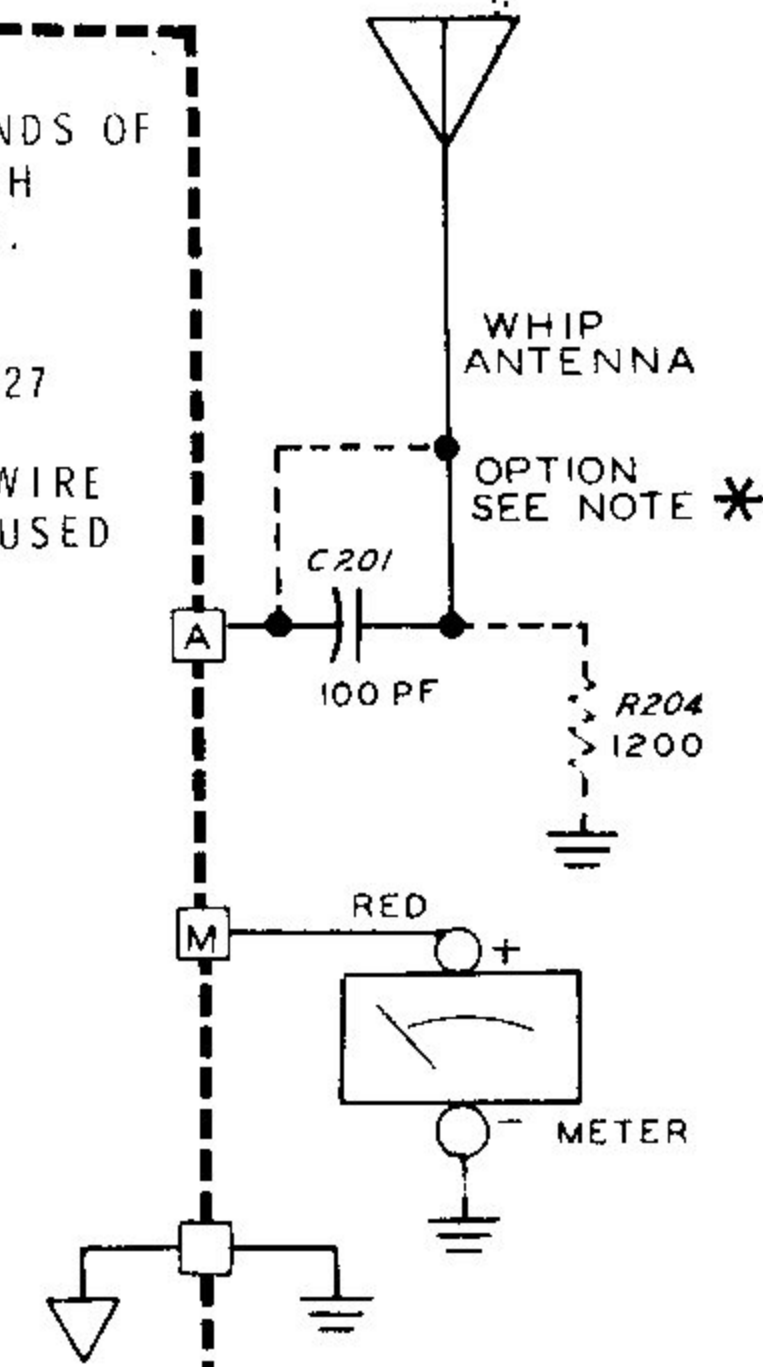 NDS OF
H
.
27
WIRE
USED
WHIP
ANTENNA
OPTION
SEE NOTE *
C201
100 PF
A
R204
1200
RED
M
+
− METER